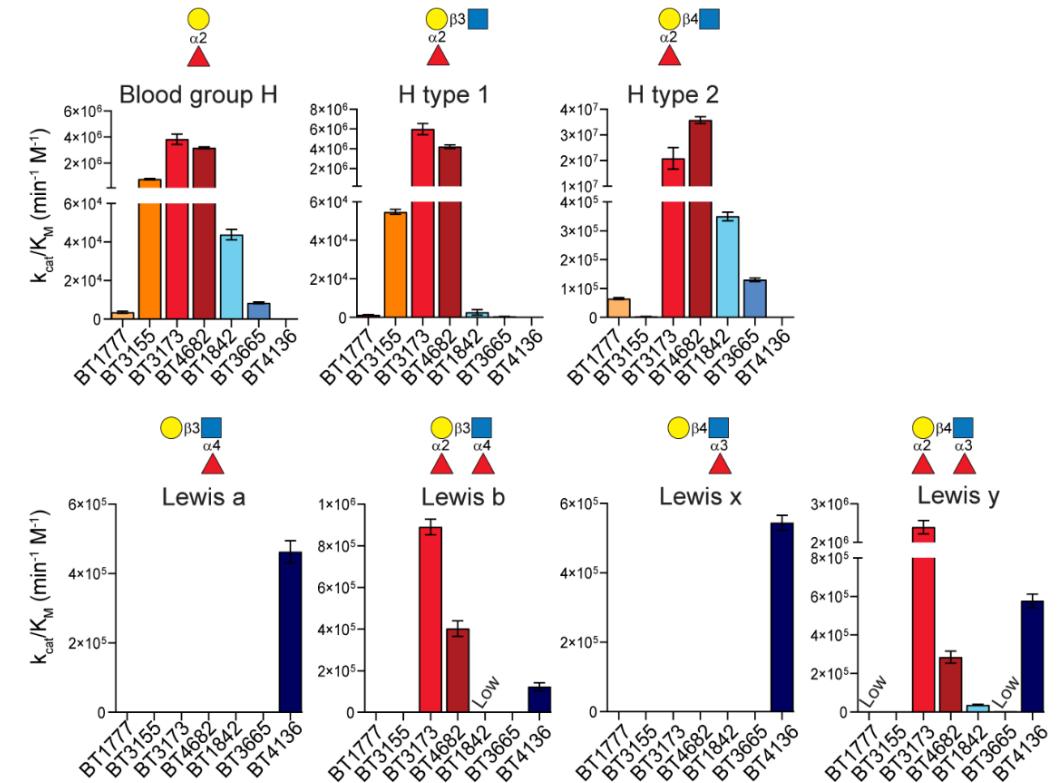 β3
β4
α2
α2
α2
Blood group H
H type 1
H type 2
kcat/KM (min⁻¹ M⁻¹)
6×10⁶
4×10⁶
2×10⁶
6×10⁴
4×10⁴
2×10⁴
0
8×10⁶
6×10⁶
4×10⁶
2×10⁶
6×10⁴
4×10⁴
2×10⁴
0
4×10⁷
3×10⁷
2×10⁷
1×10⁷
4×10⁵
3×10⁵
2×10⁵
1×10⁵
0
BT1777
BT3155
BT3173
BT4682
BT1842
BT3665
BT4136
BT1777
BT3155
BT3173
BT4682
BT1842
BT3665
BT4136
BT1777
BT3155
BT3173
BT4682
BT1842
BT3665
BT4136
β3
β3
β4
β4
α4
α2 α4
α3
α2 α3
Lewis a
Lewis b
Lewis x
Lewis y
kcat/KM (min⁻¹ M⁻¹)
6×10⁵
4×10⁵
2×10⁵
0
1×10⁶
8×10⁵
6×10⁵
4×10⁵
2×10⁵
0
Low
6×10⁵
4×10⁵
2×10⁵
0
3×10⁶
2×10⁶
8×10⁵
6×10⁵
4×10⁵
2×10⁵
0
Low
Low
BT1777
BT3155
BT3173
BT4682
BT1842
BT3665
BT4136
BT1777
BT3155
BT3173
BT4682
BT1842
BT3665
BT4136
BT1777
BT3155
BT3173
BT4682
BT1842
BT3665
BT4136
BT1777
BT3155
BT3173
BT4682
BT1842
BT3665
BT4136